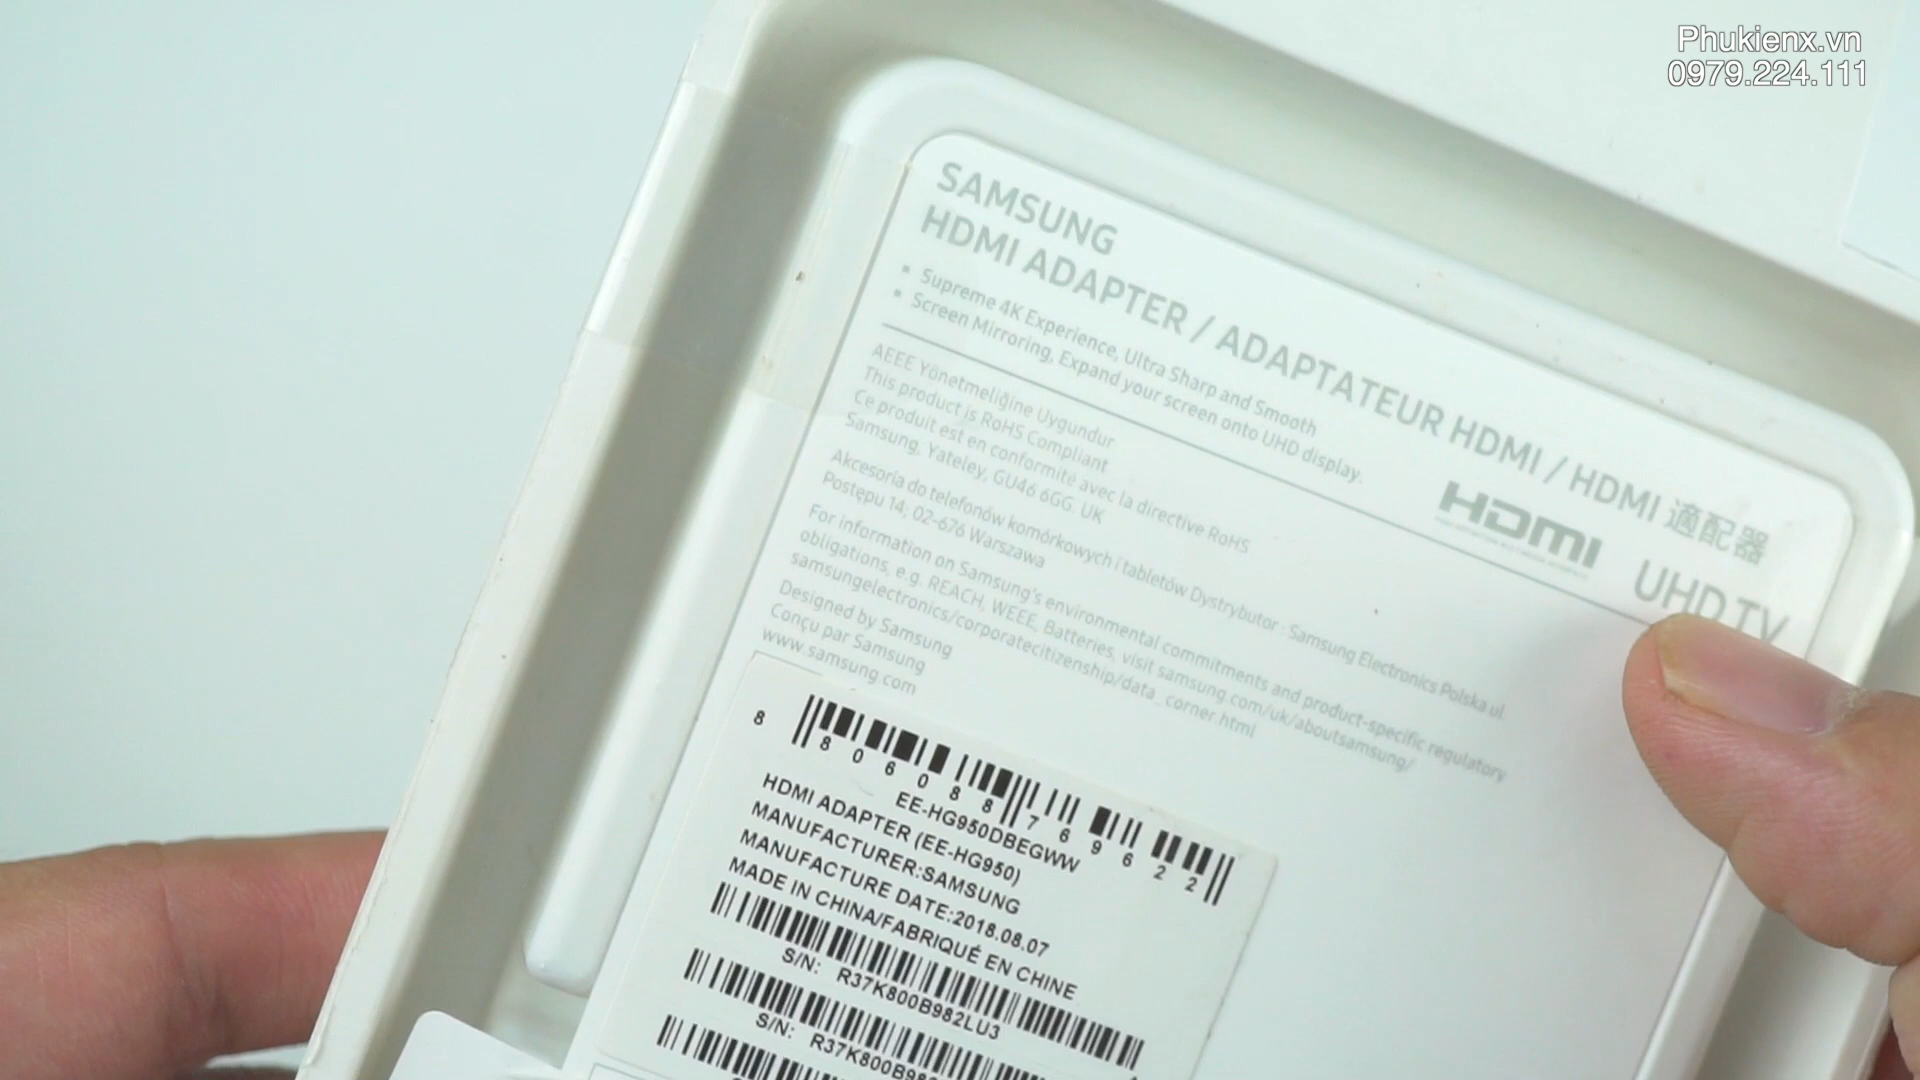 Phukienx.vn
0979.224.111
SAMSUNG
HDMI ADAPTER / ADAPTATEUR HDMI / HDMI 適配器
▪ Supreme 4K Experience, Ultra Sharp and Smooth
▪ Screen Mirroring, Expand your screen onto UHD display.
HDMI
UHD TV
AEEE Yönetmeliğine Uygundur
This product is RoHS Compliant
Ce produit est en conformité avec la directive RoHS
Samsung, Yateley, GU46 6GG. UK
Akcesoria do telefonów komórkowych i tabletów Dystrybutor : Samsung Electronics Polska ul.
Postępu 14, 02-676 Warszawa
For information on Samsung's environmental commitments and product-specific regulatory
obligations, e.g. REACH, WEEE, Batteries, visit samsung.com/uk/aboutsamsung/
samsungelectronics/corporatecitizenship/data_corner.html
Designed by Samsung
Conçu par Samsung
www.samsung.com
8 806088 769622
EE-HG950DBEGWW
HDMI ADAPTER (EE-HG950)
MANUFACTURER:SAMSUNG
MANUFACTURE DATE:2018.08.07
MADE IN CHINA/FABRIQUÉ EN CHINE
S/N: R37K800B982LU3
S/N: R37K800B98